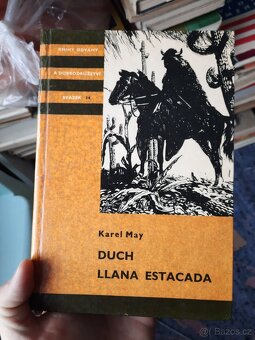 KNIHY ODVAHY
A DOBRODRUŽSTVÍ
SVAZEK
Karel May
DUCH
LLANA ESTACADA
Bazos.cz